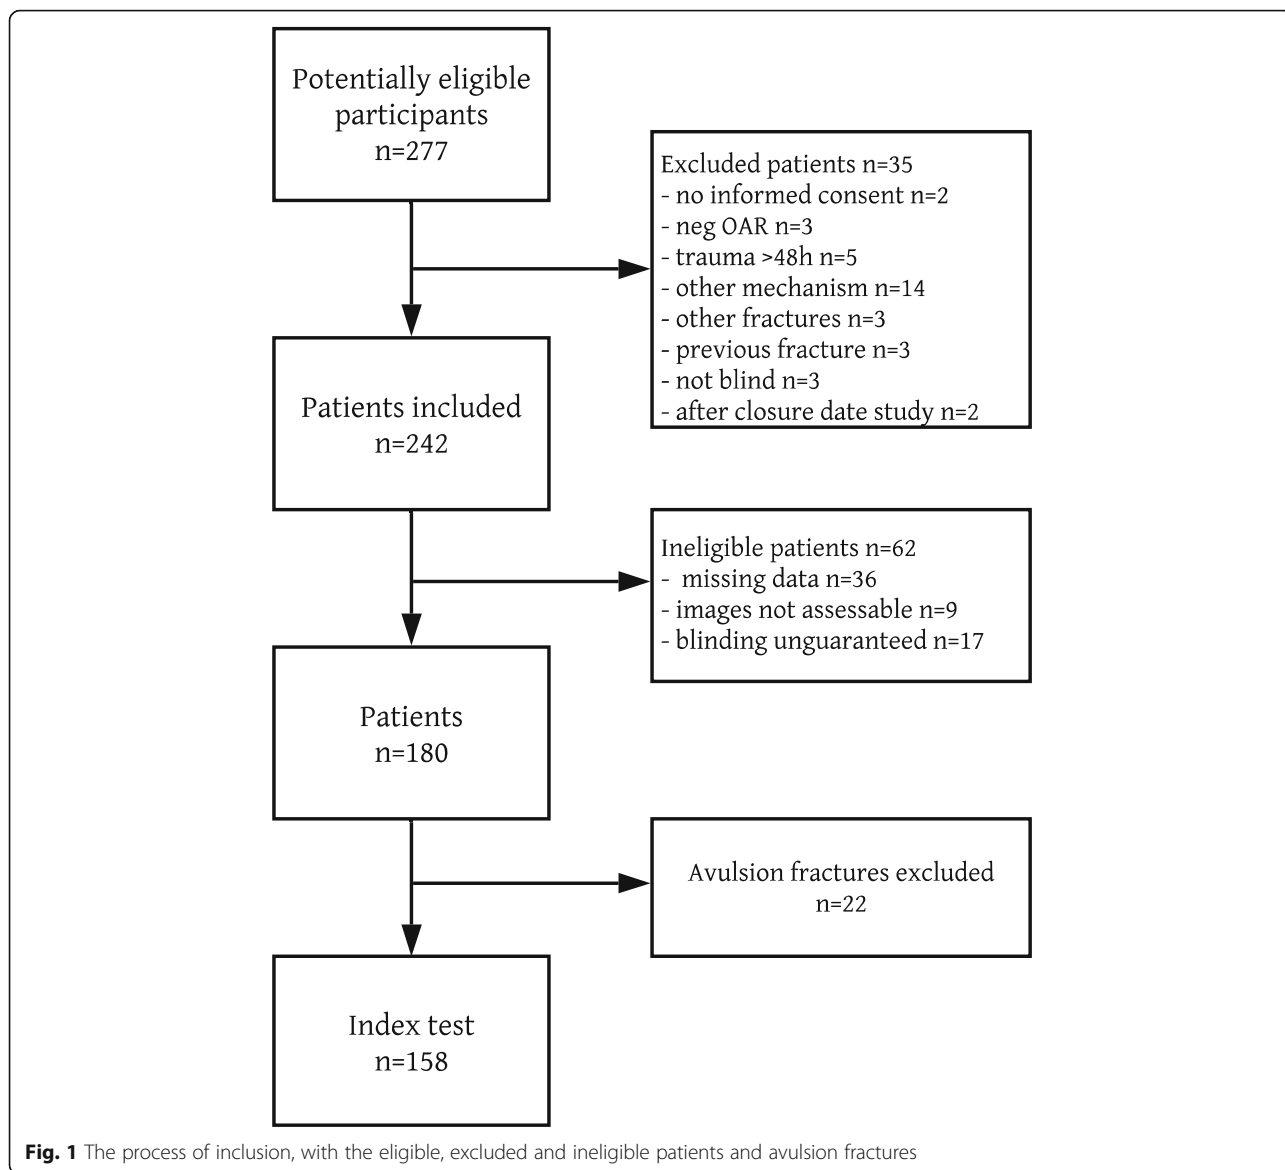 Potentially eligible
participants
n=277
Excluded patients n=35
- no informed consent n=2
- neg OAR n=3
- trauma >48h n=5
- other mechanism n=14
- other fractures n=3
- previous fracture n=3
- not blind n=3
- after closure date study n=2
Patients included
n=242
Ineligible patients n=62
- missing data n=36
- images not assessable n=9
- blinding unguaranteed n=17
Patients
n=180
Avulsion fractures excluded
n=22
Index test
n=158
Fig. 1 The process of inclusion, with the eligible, excluded and ineligible patients and avulsion fractures